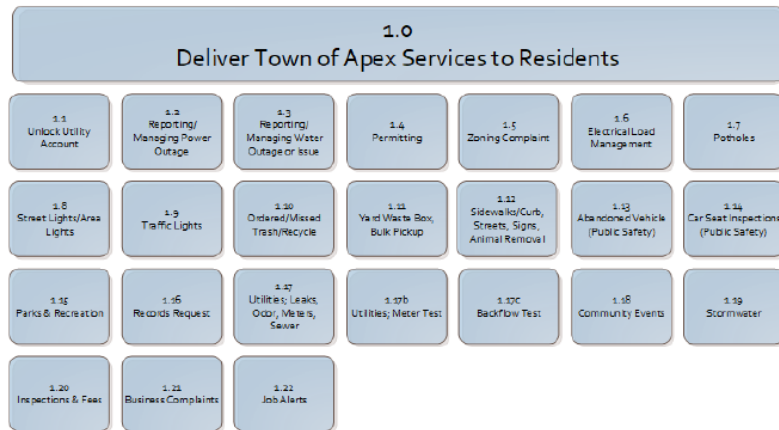 1.0
Deliver Town of Apex Services to Residents
1.1
Unlock Utility
Account
1.2
Reporting/
Managing Power
Outage
1.3
Reporting/
Managing Water
Outage or Issue
1.4
Permitting
1.5
Zoning Complaint
1.6
Electrical Load
Management
1.7
Potholes
1.8
Street Lights/Area
Lights
1.9
Traffic Lights
1.10
Ordered/Missed
Trash/Recycle
1.11
Yard Waste Box,
Bulk Pickup
1.12
Sidewalks/Curb,
Streets, Signs,
Animal Removal
1.13
Abandoned Vehicle
(Public Safety)
1.14
Car Seat Inspections
(Public Safety)
1.15
Parks & Recreation
1.16
Records Request
1.17
Utilities; Leaks,
Odor, Meters,
Sewer
1.17b
Utilities; Meter Test
1.17c
Backflow Test
1.18
Community Events
1.19
Stormwater
1.20
Inspections & Fees
1.21
Business Complaints
1.22
Job Alerts